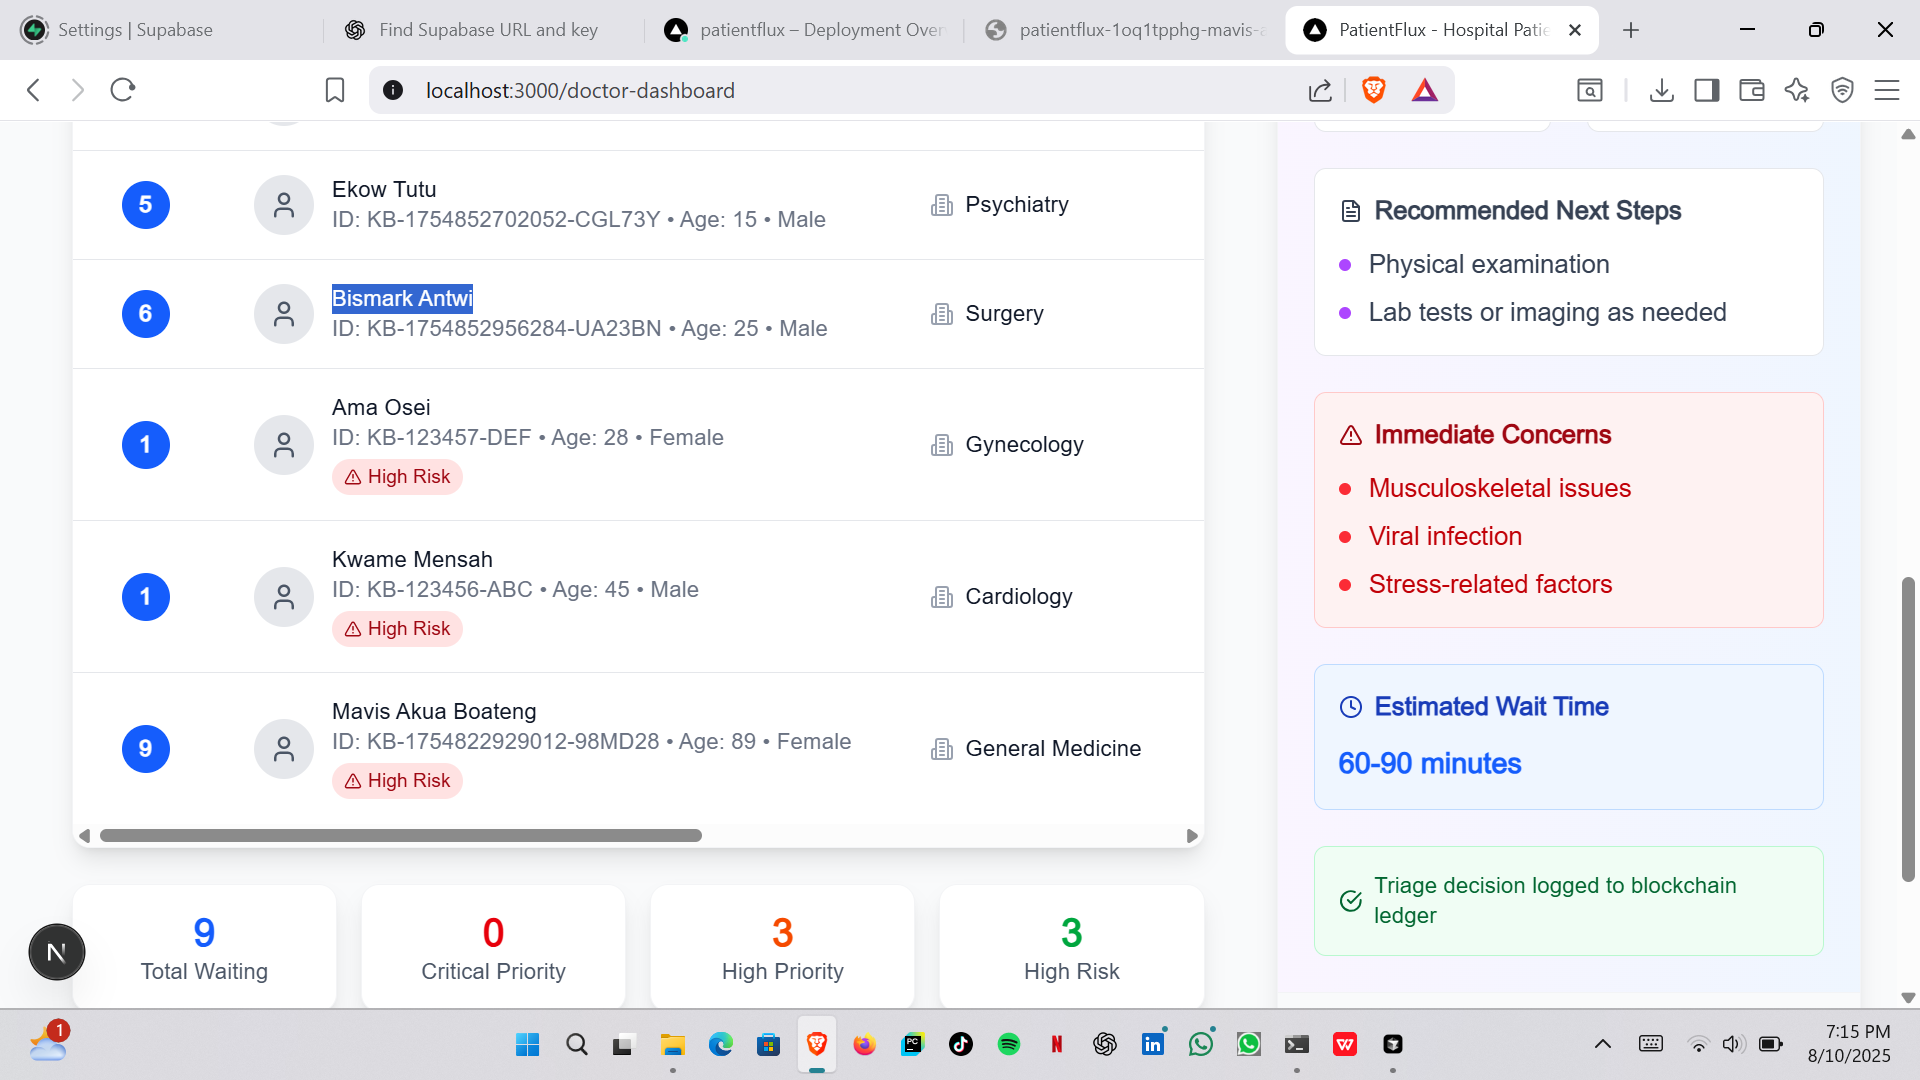 Settings | Supabase
Find Supabase URL and key
patientflux – Deployment Over
patientflux-1oq1tpphg-mavis-a
PatientFlux - Hospital Patie
localhost:3000/doctor-dashboard
5
Ekow Tutu
ID: KB-1754852702052-CGL73Y • Age: 15 • Male
Psychiatry
6
Bismark Antwi
ID: KB-1754852956284-UA23BN • Age: 25 • Male
Surgery
1
Ama Osei
ID: KB-123457-DEF • Age: 28 • Female
High Risk
Gynecology
1
Kwame Mensah
ID: KB-123456-ABC • Age: 45 • Male
High Risk
Cardiology
9
Mavis Akua Boateng
ID: KB-1754822929012-98MD28 • Age: 89 • Female
High Risk
General Medicine
9
Total Waiting
0
Critical Priority
3
High Priority
3
High Risk
N
Recommended Next Steps
Physical examination
Lab tests or imaging as needed
Immediate Concerns
Musculoskeletal issues
Viral infection
Stress-related factors
Estimated Wait Time
60-90 minutes
Triage decision logged to blockchain
ledger
1
PC
N
in
W
7:15 PM
8/10/2025